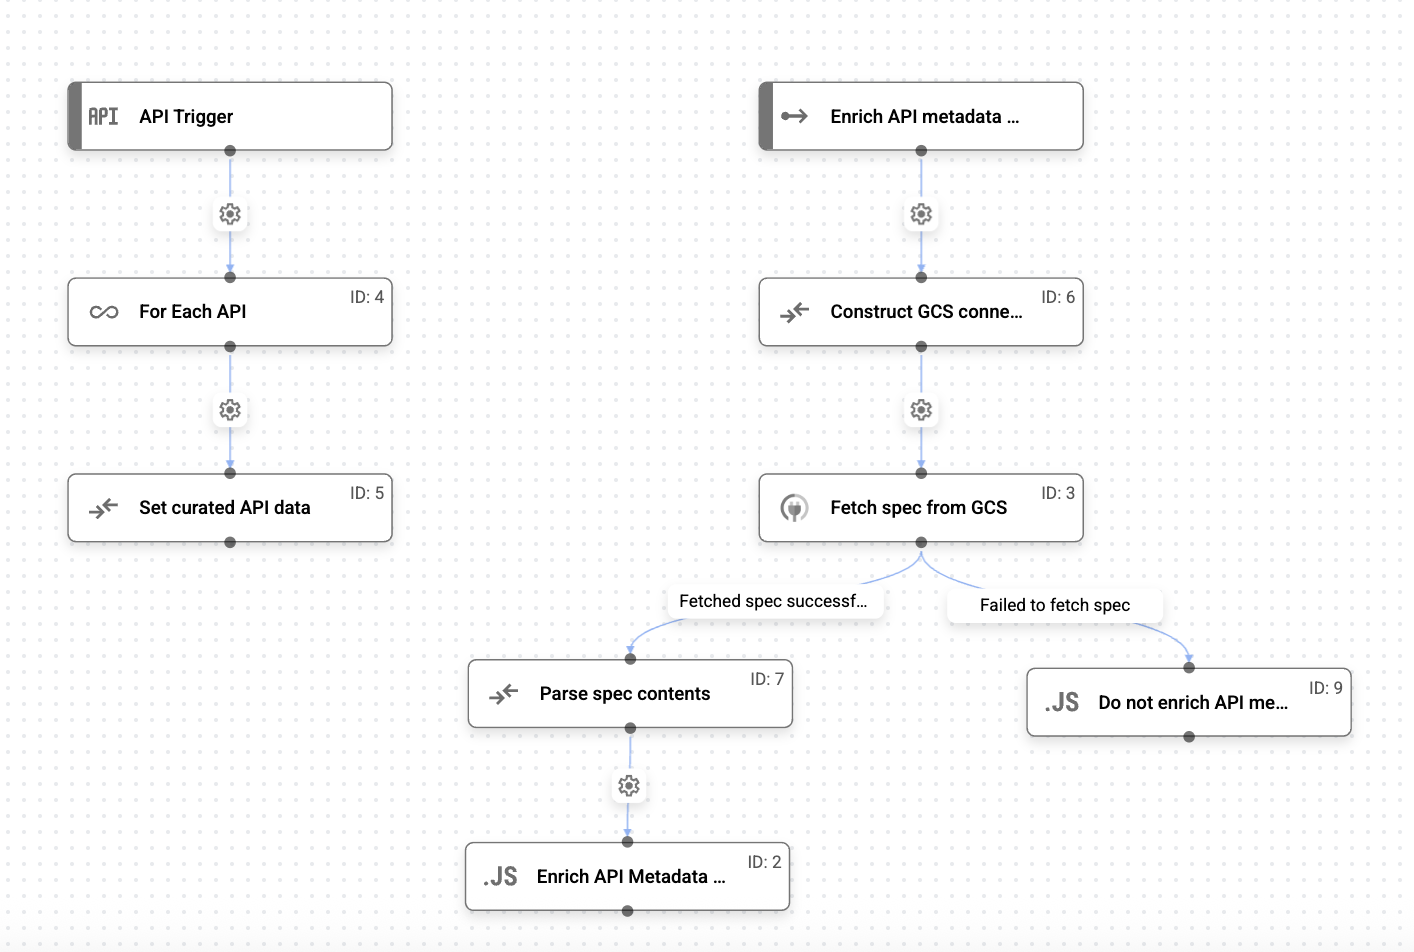 API API Trigger
ID: 4
For Each API
ID: 5
Set curated API data
Enrich API metadata ...
ID: 6
Construct GCS conne...
ID: 3
Fetch spec from GCS
Fetched spec successf...
Failed to fetch spec
ID: 7
Parse spec contents
ID: 9
.JS Do not enrich API me...
ID: 2
.JS Enrich API Metadata ...